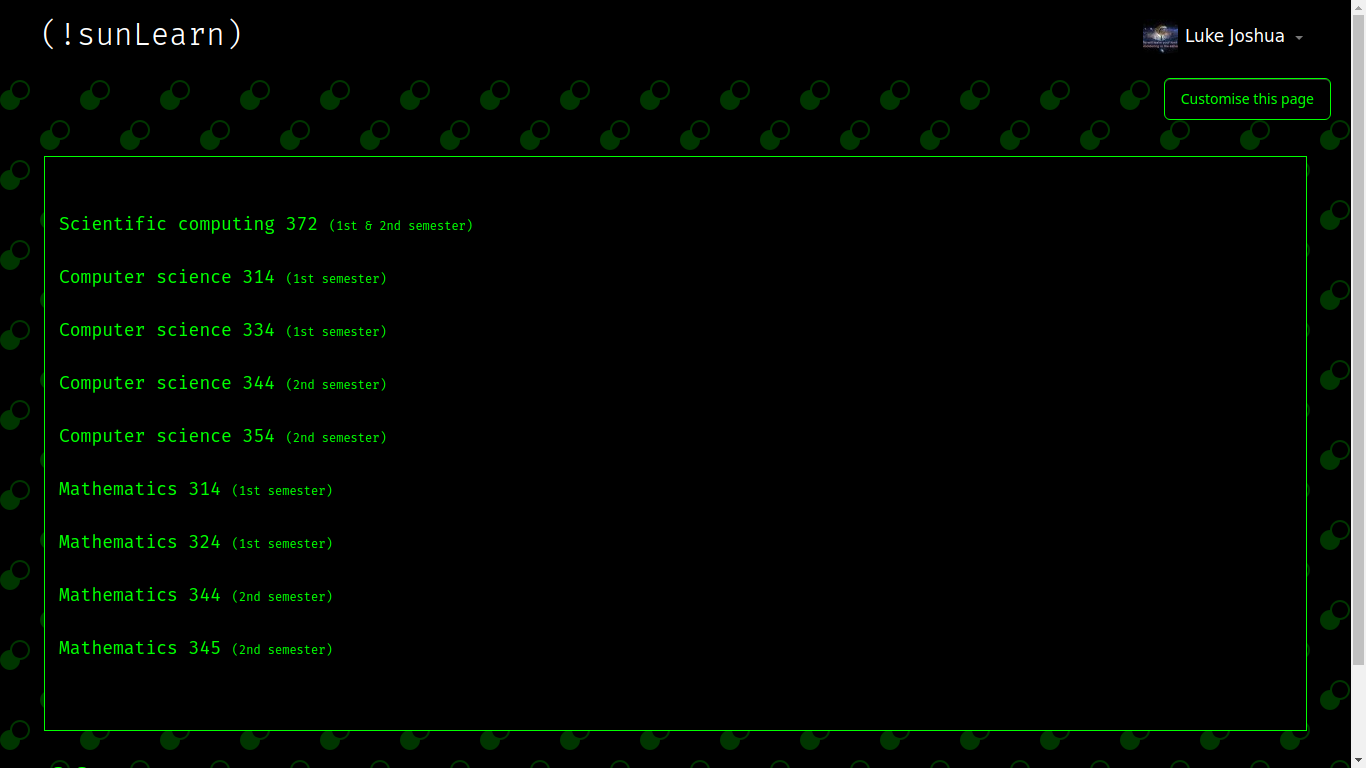 (!sunLearn)
Luke Joshua
Customise this page
Scientific computing 372 (1st & 2nd semester)
Computer science 314 (1st semester)
Computer science 334 (1st semester)
Computer science 344 (2nd semester)
Computer science 354 (2nd semester)
Mathematics 314 (1st semester)
Mathematics 324 (1st semester)
Mathematics 344 (2nd semester)
Mathematics 345 (2nd semester)